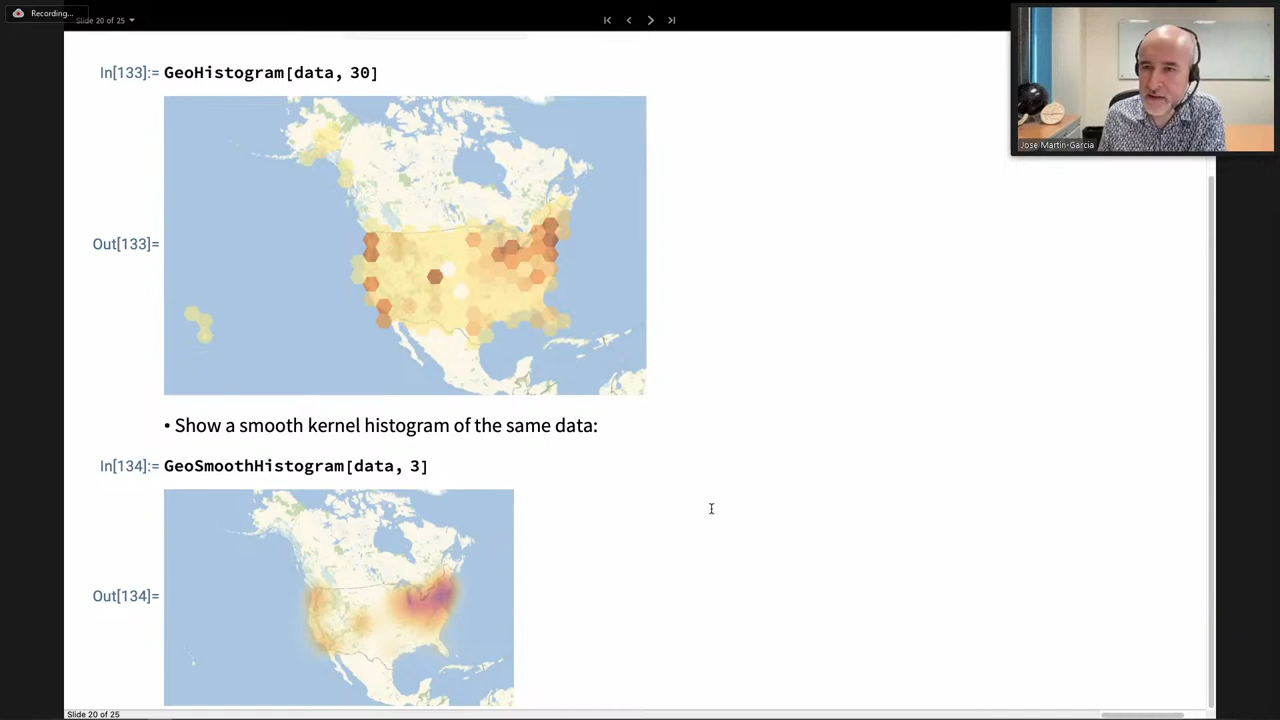 Recording...
Slide 20 of 25
In[133]:= GeoHistogram[data, 30]
Jose Martin-Garcia
Out[133]=
• Show a smooth kernel histogram of the same data:
In[134]:= GeoSmoothHistogram[data, 3]
Out[134]=
Slide 20 of 25